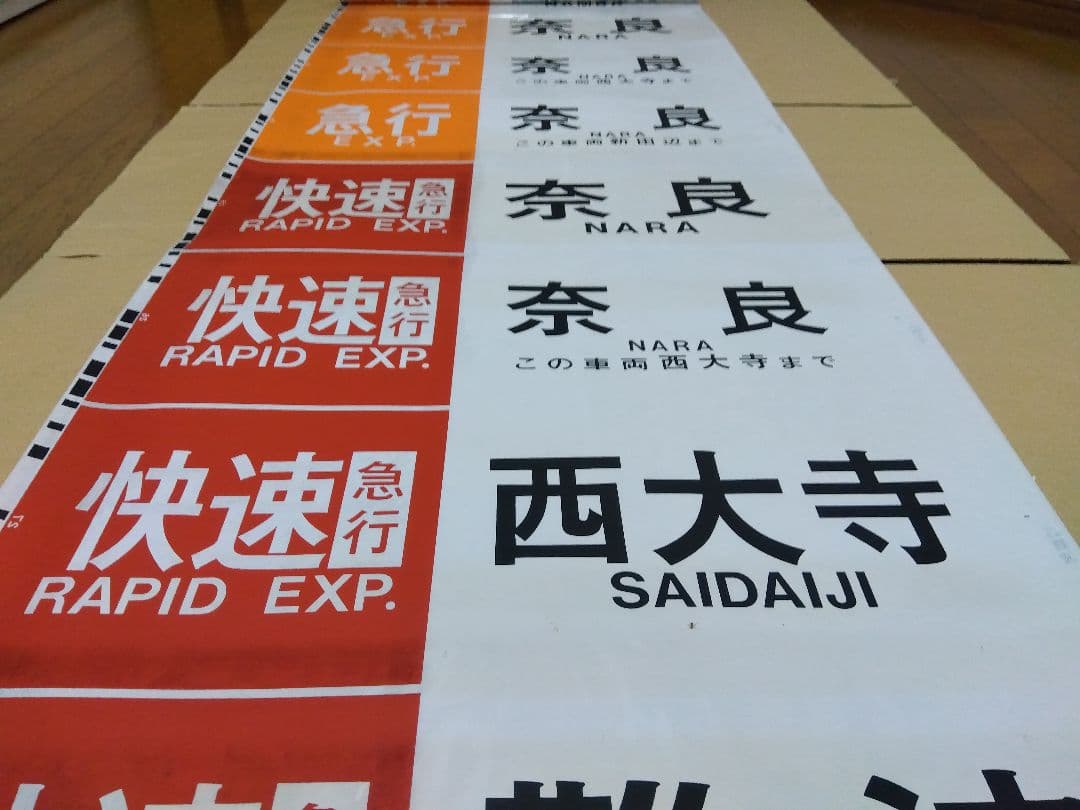 急行 奈良
EXP. NARA
急行 奈良
EXP. NARA
この車両西大寺まで
急行 奈良
EXP. NARA
この車両新田辺まで
快速急行 奈良
RAPID EXP. NARA
快速急行 奈良
RAPID EXP. NARA
この車両西大寺まで
快速急行 西大寺
RAPID EXP. SAIDAIJI